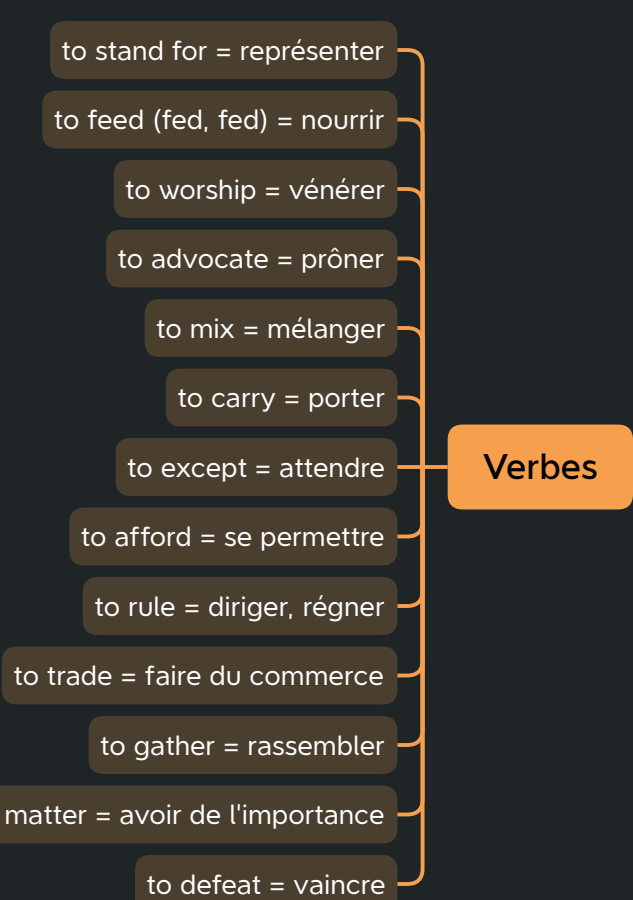 to stand for = représenter
to feed (fed, fed) = nourrir
to worship = vénérer
to advocate = prôner
to mix = mélanger
to carry = porter
to except = attendre
Verbes
to afford = se permettre
to rule = diriger, régner
to trade = faire du commerce
to gather = rassembler
matter = avoir de l'importance
to defeat = vaincre